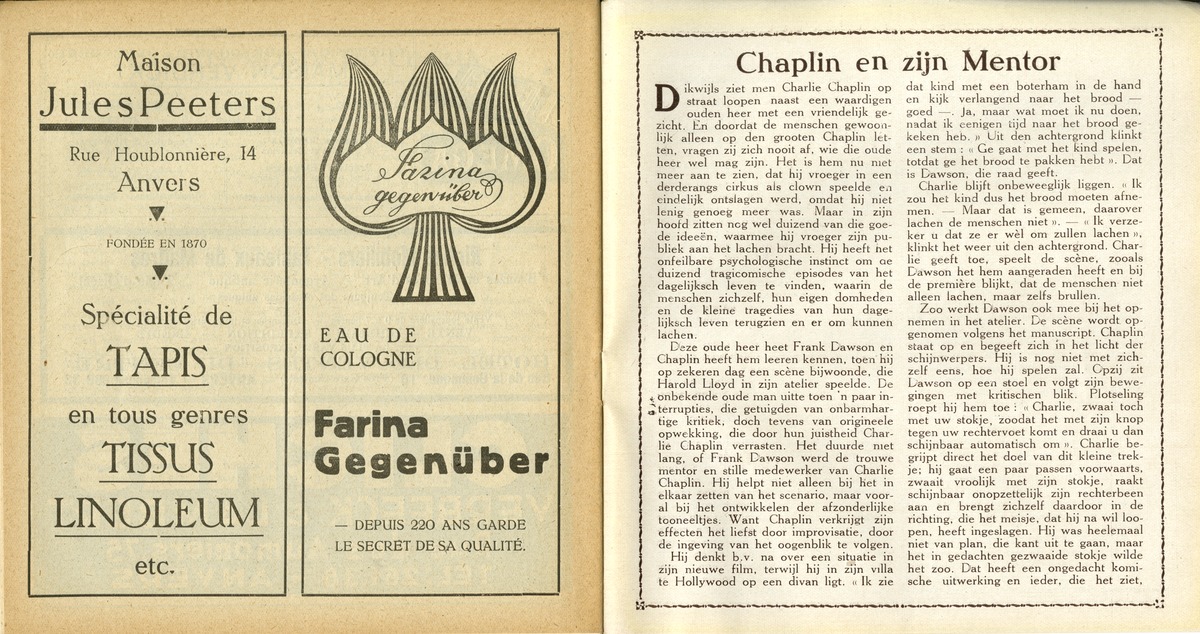 Maison
Jules Peeters
Rue Houblonnière, 14
Anvers
FONDÉE EN 1870
Spécialité de
TAPIS
en tous genres
TISSUS
LINOLEUM
etc.
Farina
gegenüber
EAU DE
COLOGNE
Farina
Gegenüber
— DEPUIS 220 ANS GARDE
LE SECRET DE SA QUALITÉ.
Chaplin en zijn Mentor
Dikwijls ziet men Charlie Chaplin op
straat loopen naast een waardigen
ouden heer met een vriendelijk ge-
zicht. En doordat de menschen gewoon-
lijk alleen op den grooten Chaplin let-
ten, vragen zij zich nooit af, wie die oude
heer wel mag zijn. Het is hem nu niet
meer aan te zien, dat hij vroeger in een
derderangs cirkus als clown speelde en
eindelijk ontslagen werd, omdat hij niet
lenig genoeg meer was. Maar in zijn
hoofd zitten nog wel duizend van die goe-
de ideeën, waarmee hij vroeger zijn pu-
bliek aan het lachen bracht. Hij heeft net
onfeilbare psychologische instinct om de
duizend tragicomische episodes van het
dagelijksch leven te vinden, waarin de
menschen zichzelf, hun eigen domheden
en de kleine tragedies van hun dage-
lijksch leven terugzien en er om kunnen
lachen.
Deze oude heer heet Frank Dawson en
Chaplin heeft hem leeren kennen, toen hij
op zekeren dag een scène bijwoonde, die
Harold Lloyd in zijn atelier speelde. De
onbekende oude man uitte toen 'n paar in-
terrupties, die getuigden van onbarmhar-
tige kritiek, doch tevens van origineele
opwekking, die door hun juistheid Char-
lie Chaplin verrasten. Het duurde niet
lang, of Frank Dawson werd de trouwe
mentor en stille medewerker van Charlie
Chaplin. Hij helpt niet alleen bij het in
elkaar zetten van het scenario, maar voor-
al bij het ontwikkelen der afzonderlijke
tooneeltjes. Want Chaplin verkrijgt zijn
effecten het liefst door improvisatie, door
de ingeving van het oogenblik te volgen.
Hij denkt b.v. na over een situatie in
zijn nieuwe film, terwijl hij in zijn villa
te Hollywood op een divan ligt. « Ik zie
dat kind met een boterham in de hand
en kijk verlangend naar het brood —
goed —. Ja, maar wat moet ik nu doen,
nadat ik eenigen tijd naar het brood ge-
keken heb. » Uit den achtergrond klinkt
een stem : « Ge gaat met het kind spelen,
totdat ge het brood te pakken hebt ». Dat
is Dawson, die raad geeft.
Charlie blijft onbeweeglijk liggen. « Ik
zou het kind dus het brood moeten afne-
men. — Maar dat is gemeen, daarover
lachen de menschen niet ». — « Ik verze-
ker u dat ze er wèl om zullen lachen »,
klinkt het weer uit den achtergrond. Char-
lie geeft toe, speelt de scène, zooals
Dawson het hem aangeraden heeft en bij
de première blijkt, dat de menschen niet
alleen lachen, maar zelfs brullen.
Zoo werkt Dawson ook mee bij het op-
nemen in het atelier. De scène wordt op-
genomen volgens het manuscript. Chaplin
staat op en begeeft zich in het licht der
schijnwerpers. Hij is nog niet met zich-
zelf eens, hoe hij spelen zal. Opzij zit
Dawson op een stoel en volgt zijn bewe-
gingen met kritischen blik. Plotseling
roept hij hem toe : « Charlie, zwaai toch
met uw stokje, zoodat het met zijn knop
tegen uw rechtervoet komt en draai u dan
schijnbaar automatisch om ». Charlie be-
grijpt direct het doel van dit kleine trek-
je; hij gaat een paar passen voorwaarts,
zwaait vroolijk met zijn stokje, raakt
schijnbaar onopzettelijk zijn rechterbeen
aan en brengt zichzelf daardoor in de
richting, die het meisje, dat hij na wil loo-
pen, heeft ingeslagen. Hij was heelemaal
niet van plan, die kant uit te gaan, maar
het in gedachten gezwaaide stokje wilde
het zoo. Dat heeft een ongedacht komi-
sche uitwerking en ieder, die het ziet,